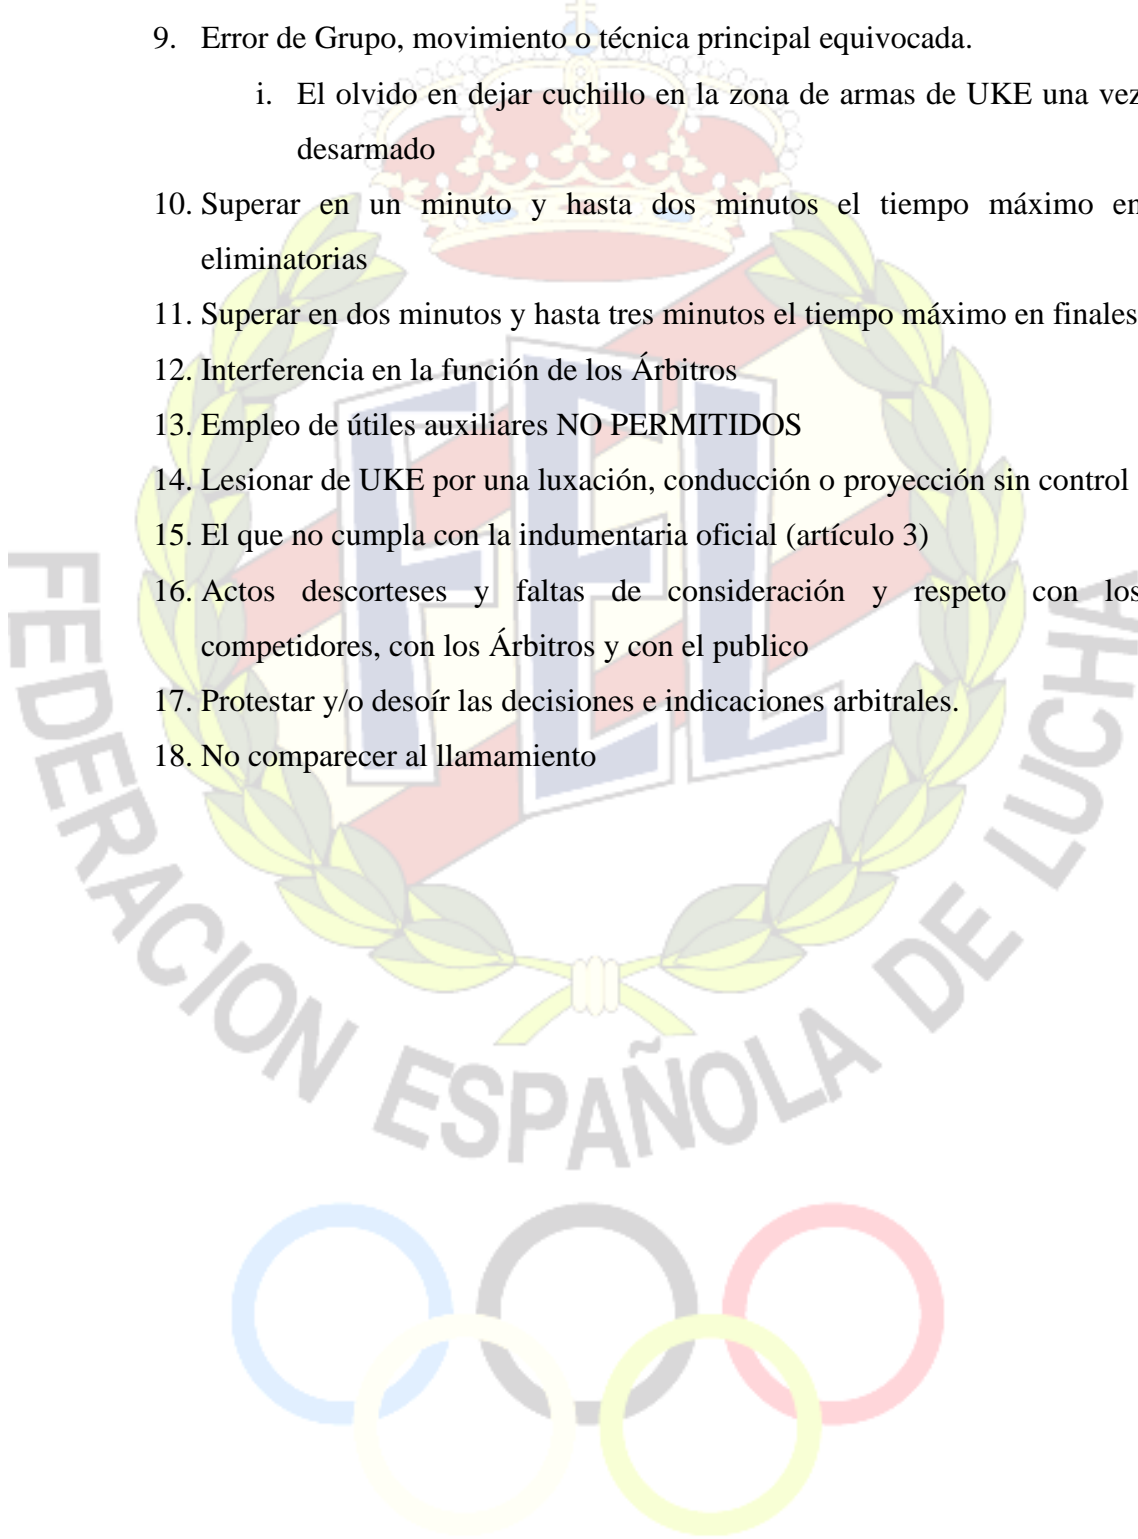 9. Error de Grupo, movimiento o técnica principal equivocada.
i. El olvido en dejar cuchillo en la zona de armas de UKE una vez
desarmado
10. Superar en un minuto y hasta dos minutos el tiempo máximo en
eliminatorias
11. Superar en dos minutos y hasta tres minutos el tiempo máximo en finales
12. Interferencia en la función de los Árbitros
13. Empleo de útiles auxiliares NO PERMITIDOS
14. Lesionar de UKE por una luxación, conducción o proyección sin control
15. El que no cumpla con la indumentaria oficial (artículo 3)
16. Actos descorteses y faltas de consideración y respeto con los
competidores, con los Árbitros y con el publico
17. Protestar y/o desoír las decisiones e indicaciones arbitrales.
18. No comparecer al llamamiento
FEL
FEDERACION ESPAÑOLA DE LUCHA